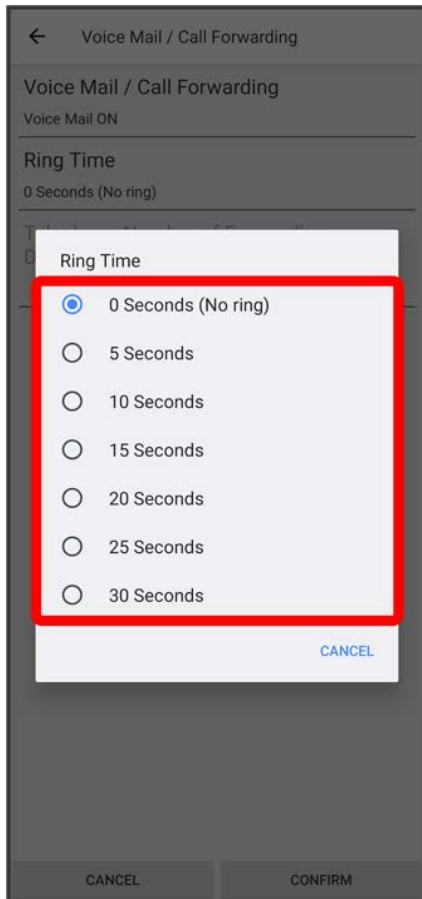 Voice Mail / Call Forwarding
Voice Mail / Call Forwarding
Voice Mail ON
Ring Time
0 Seconds (No ring)
Ring Time
0 Seconds (No ring)
5 Seconds
10 Seconds
15 Seconds
20 Seconds
25 Seconds
30 Seconds
CANCEL
CANCEL CONFIRM